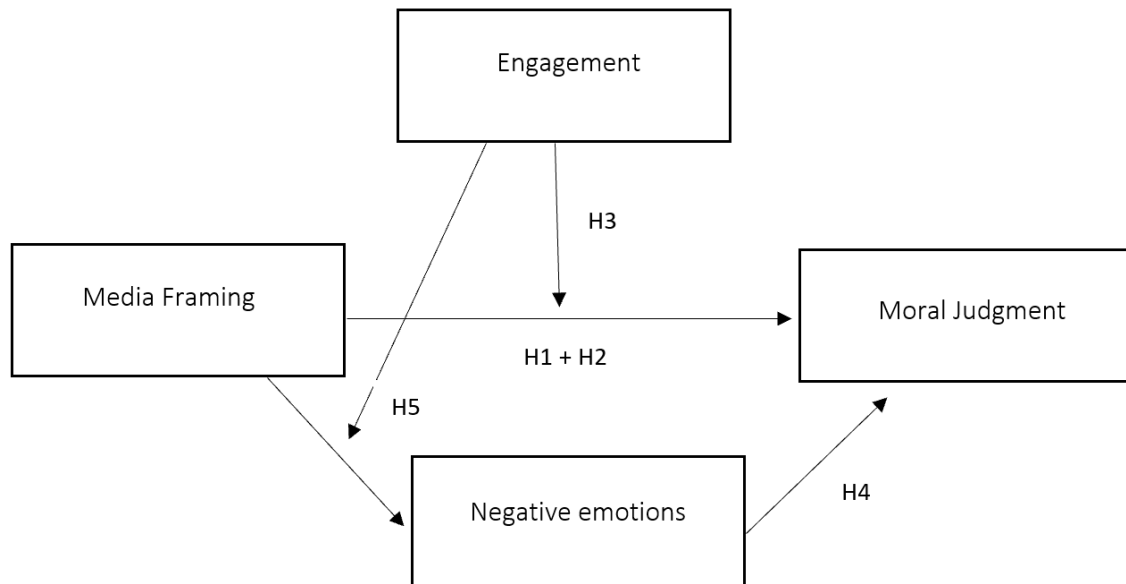 Engagement
H3
Media Framing
Moral Judgment
H1 + H2
H5
H4
Negative emotions